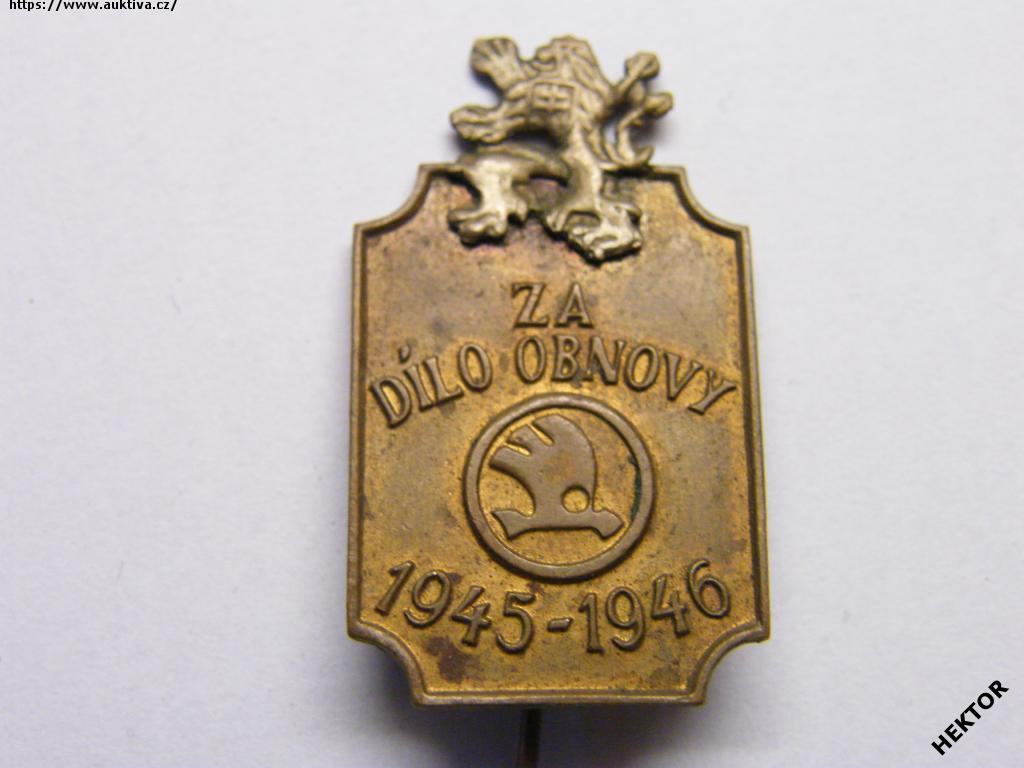 https://www.auktiva.cz/
ZA
DÍLO OBNOVY
1945-1946
HEKTOR